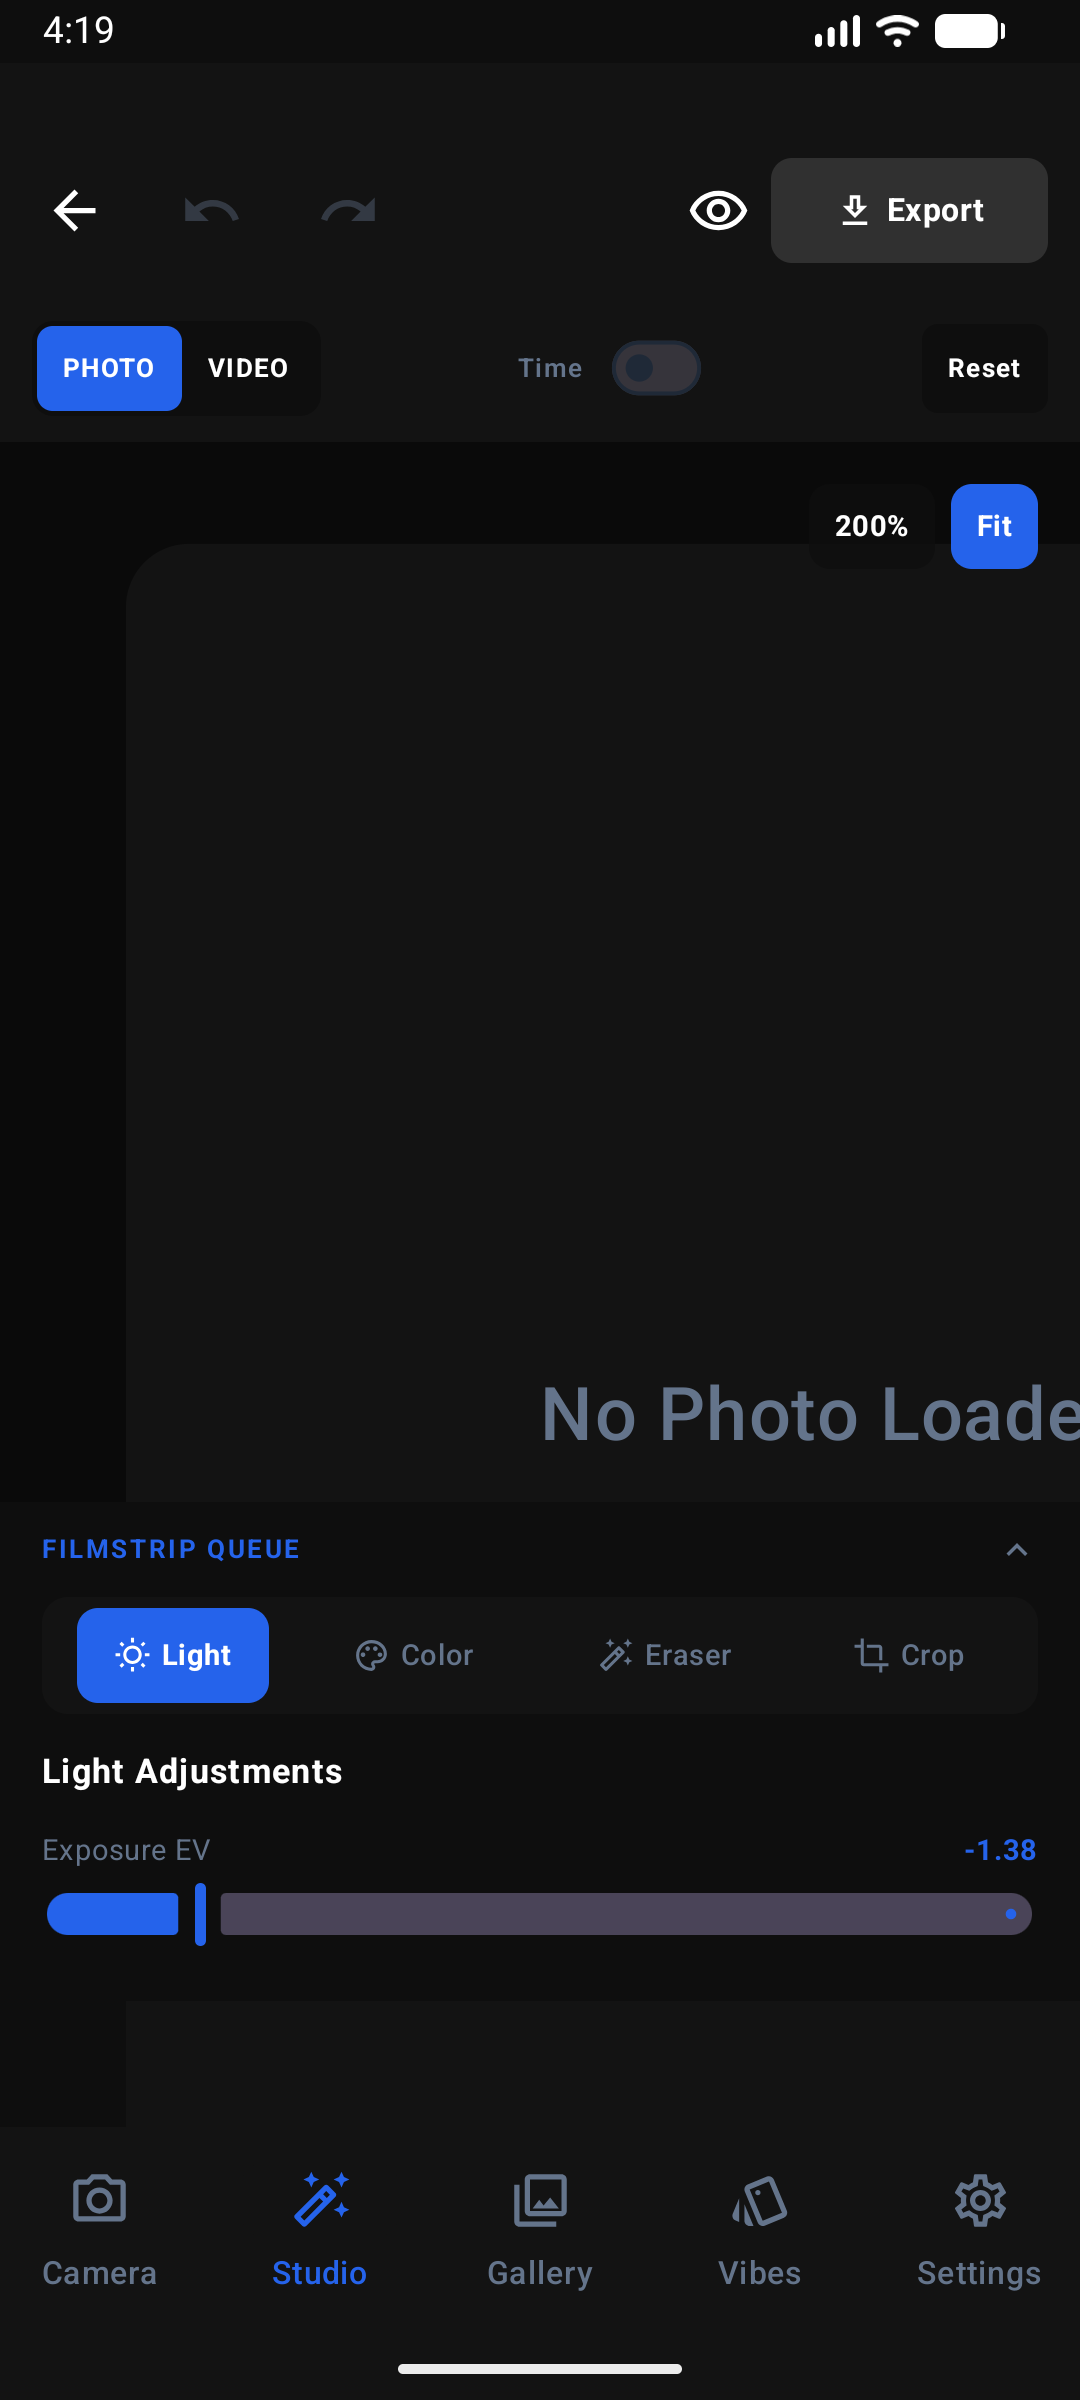 4:19
Export
PHOTO VIDEO Time Reset
200% Fit
No Photo Loade
FILMSTRIP QUEUE
Light Color Eraser Crop
Light Adjustments
Exposure EV -1.38
Camera Studio Gallery Vibes Settings